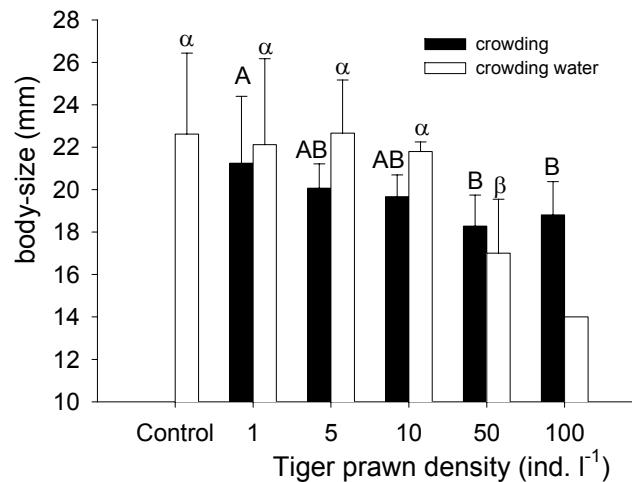 28
26
24
22
20
18
16
14
12
10
body-size (mm)
crowding
crowding water
α
A
α
AB
α
AB
α
B
β
B
Control 1 5 10 50 100
Tiger prawn density (ind. l⁻¹)